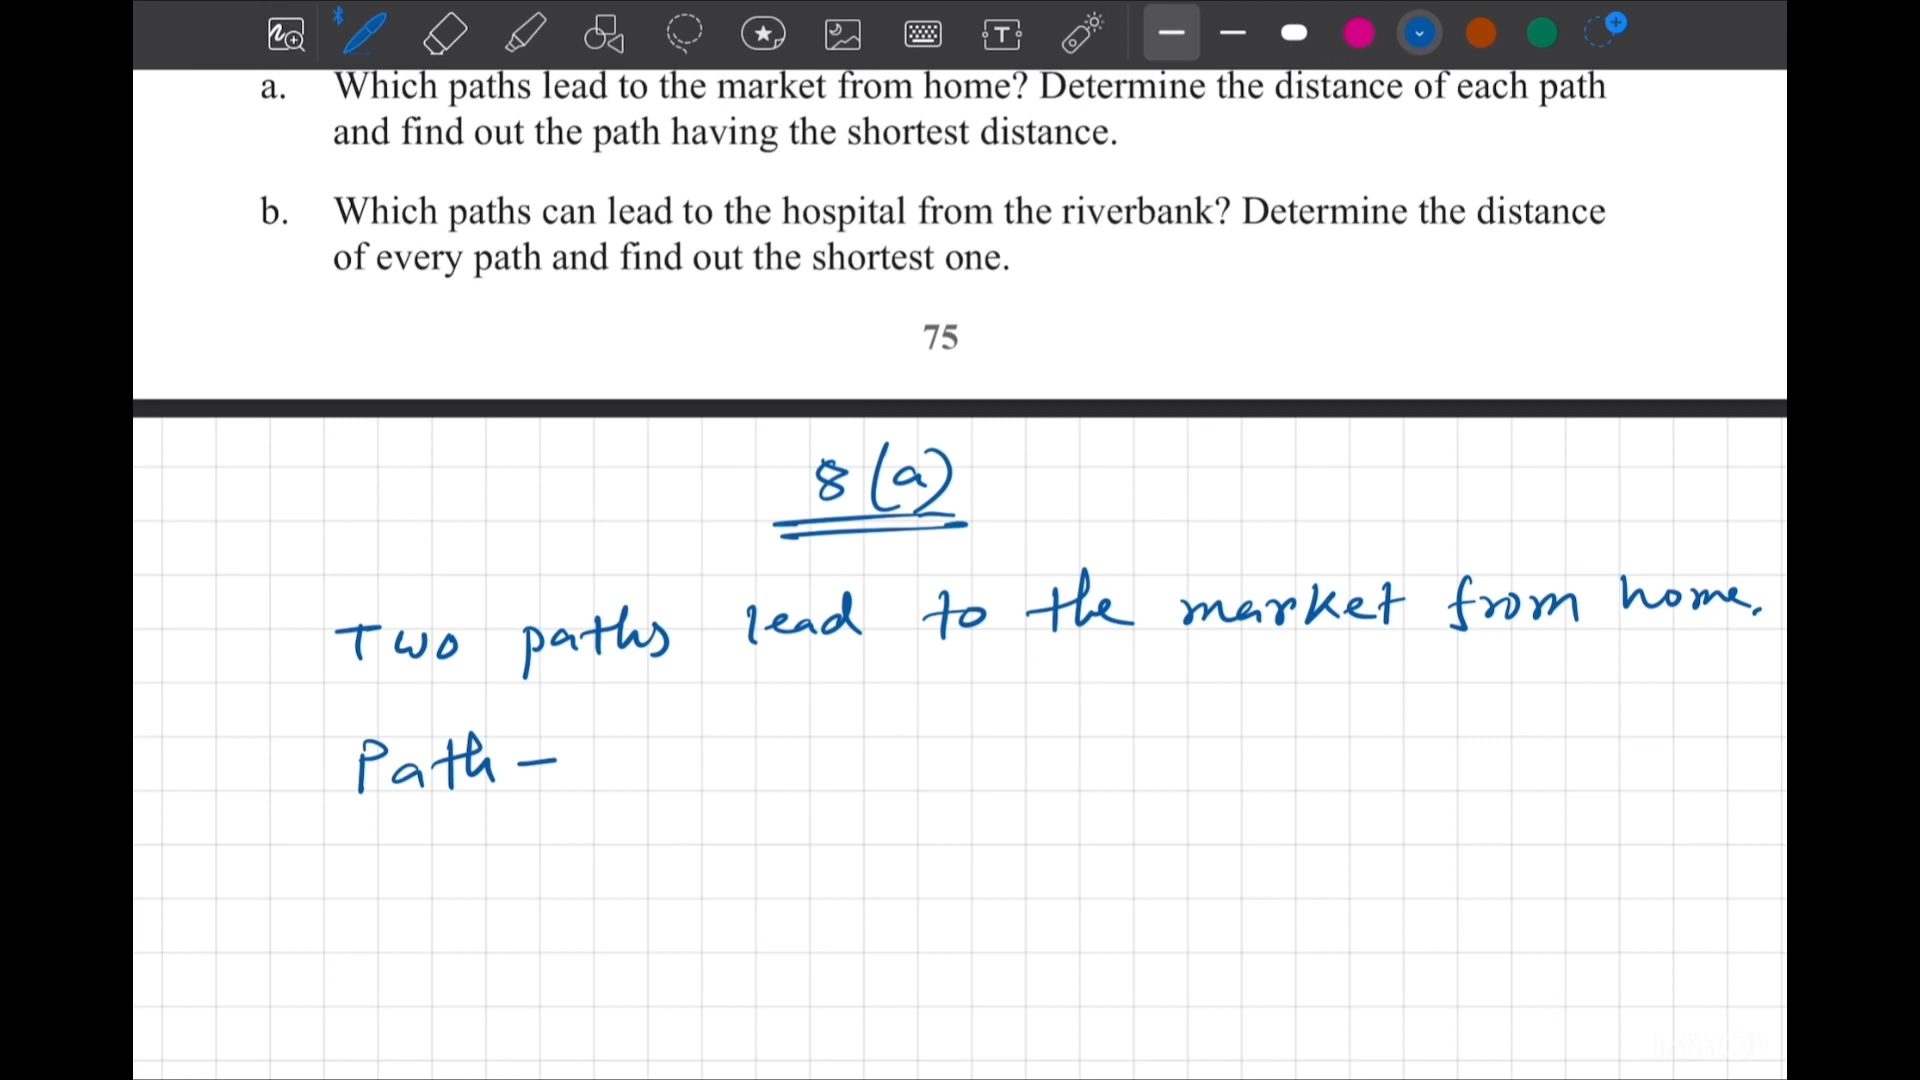 a. Which paths lead to the market from home? Determine the distance of each path
and find out the path having the shortest distance.
b. Which paths can lead to the hospital from the riverbank? Determine the distance
of every path and find out the shortest one.
75
8 (a)
Two paths lead to the market from home.
Path -